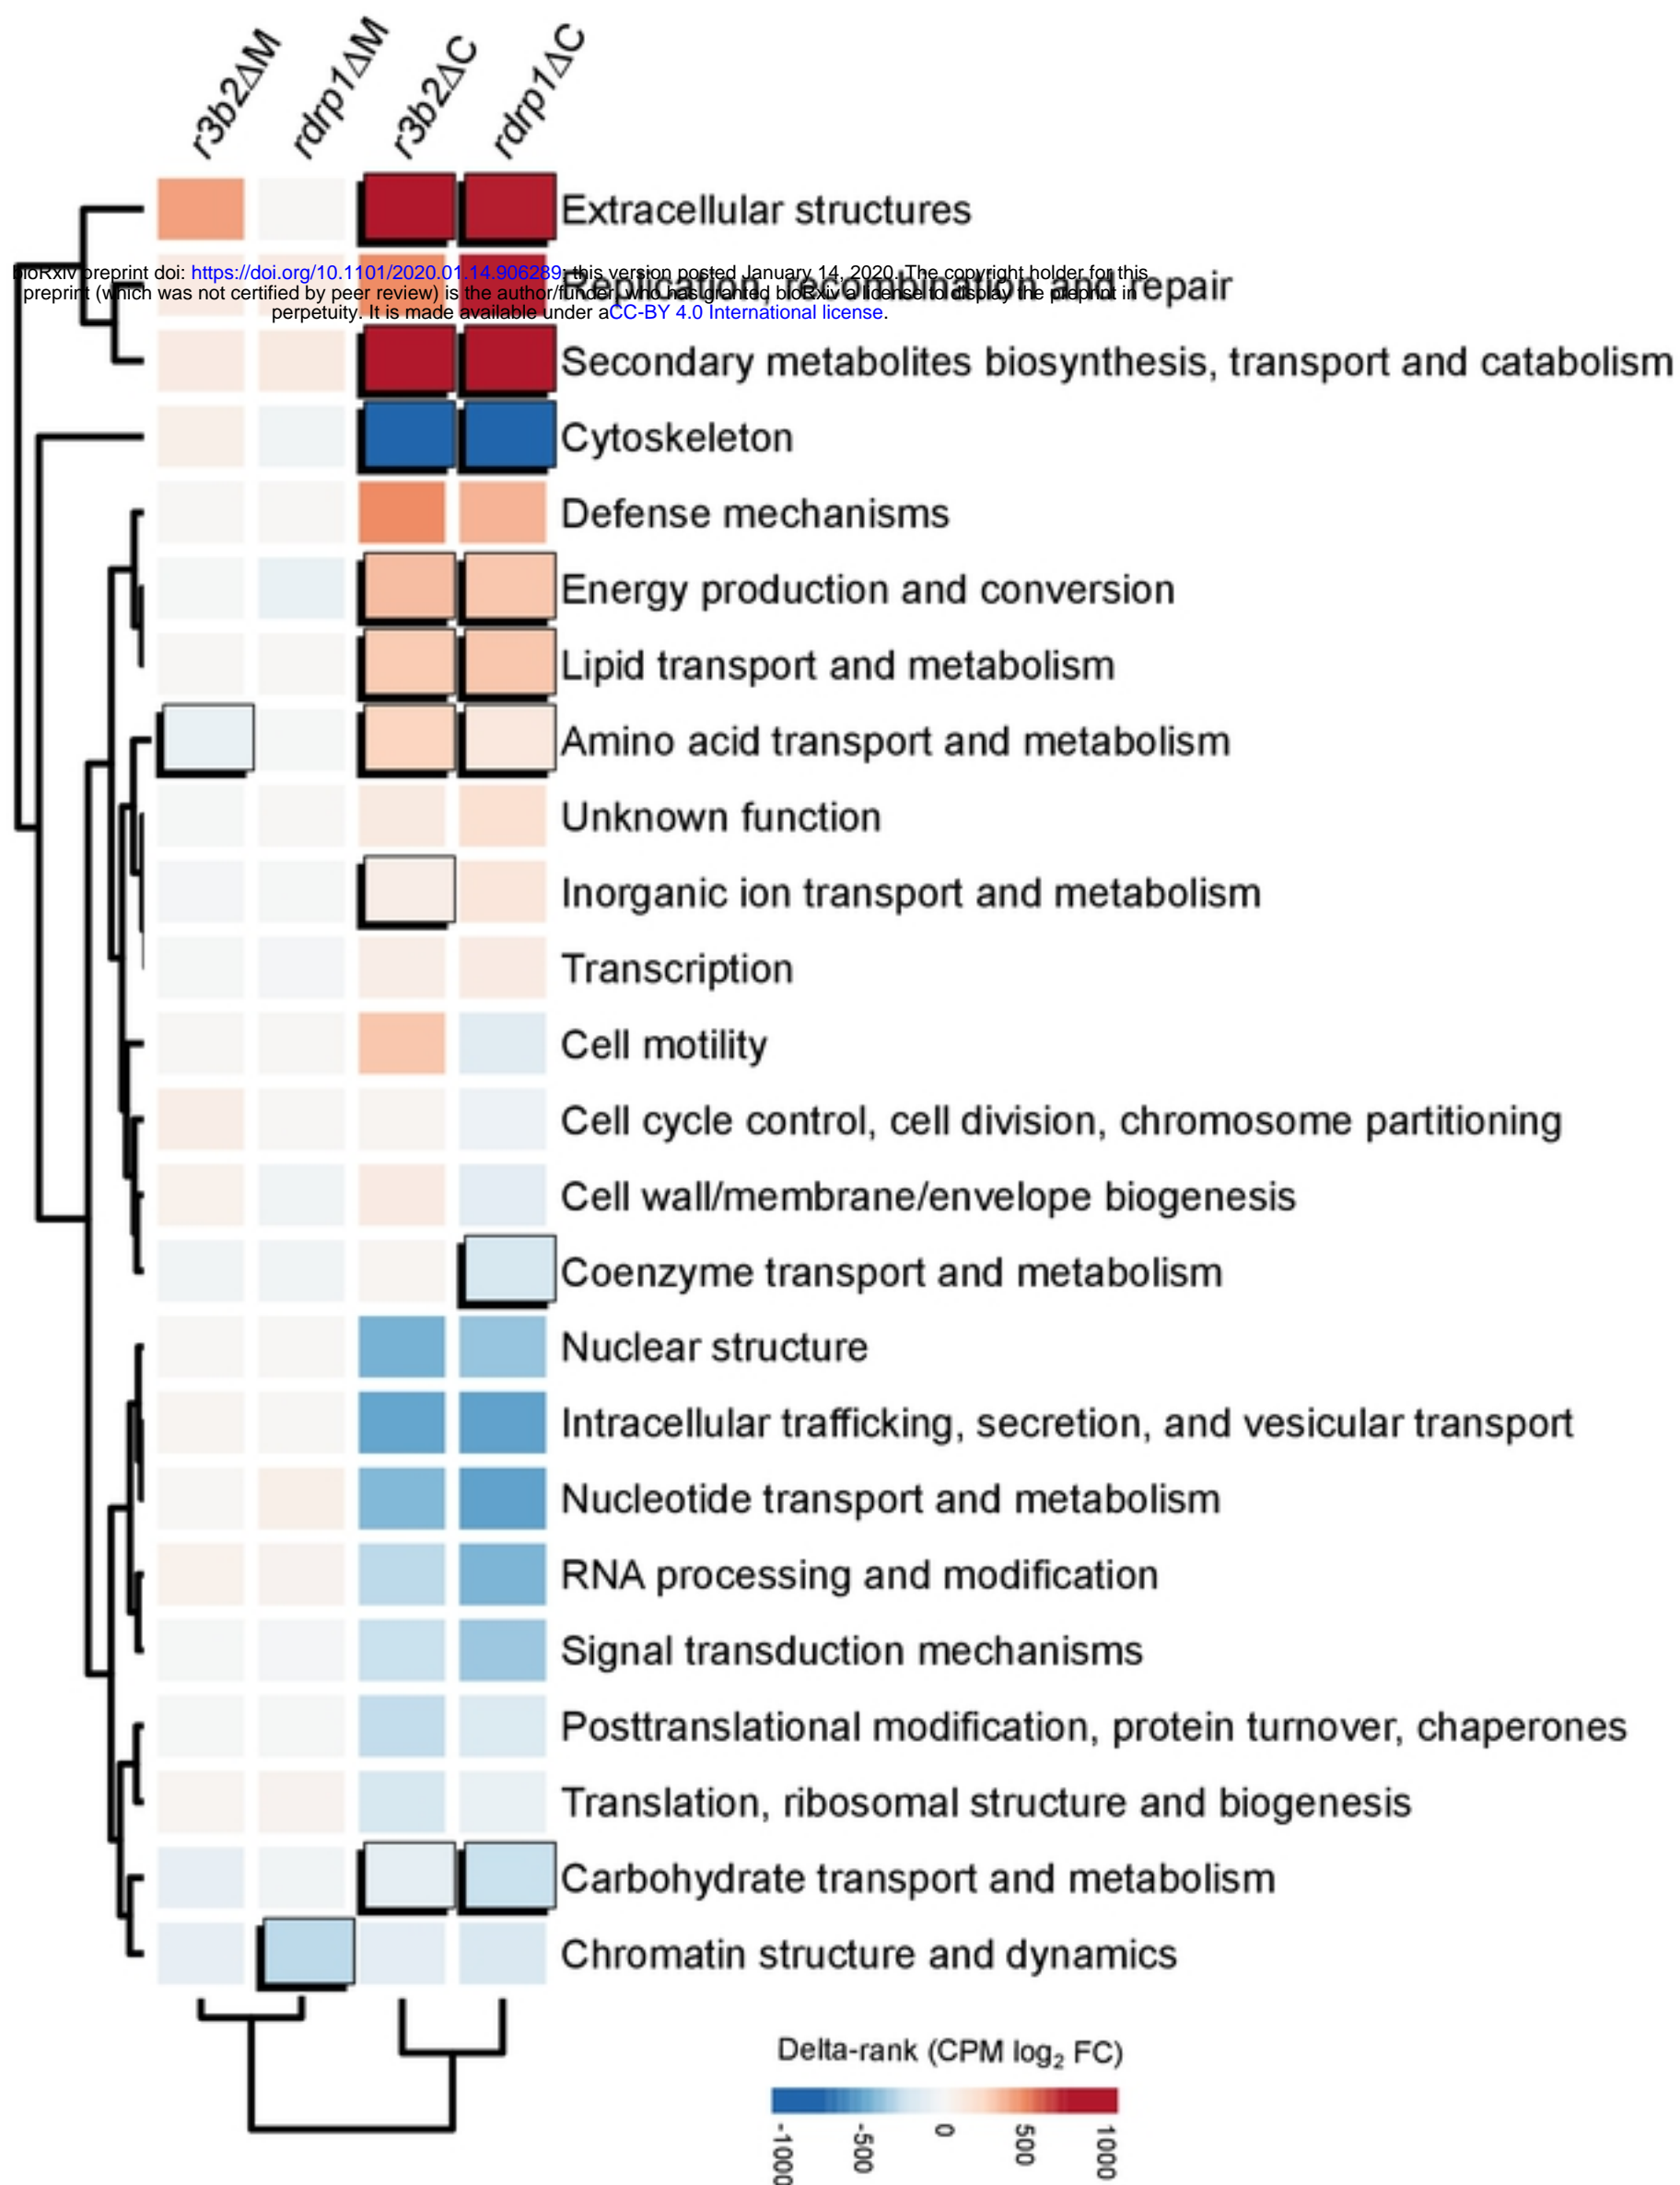 r3b2ΔM
rdrp1ΔM
r3b2ΔC
rdrp1ΔC
Extracellular structures
bioRxiv preprint doi: https://doi.org/10.1101/2020.01.14.906289; this version posted January 14, 2020. The copyright holder for this
preprint (which was not certified by peer review) is the author/funder, who has granted bioRxiv a license to display the preprint in
perpetuity. It is made available under aCC-BY 4.0 International license.
Replication, recombination and repair
Secondary metabolites biosynthesis, transport and catabolism
Cytoskeleton
Defense mechanisms
Energy production and conversion
Lipid transport and metabolism
Amino acid transport and metabolism
Unknown function
Inorganic ion transport and metabolism
Transcription
Cell motility
Cell cycle control, cell division, chromosome partitioning
Cell wall/membrane/envelope biogenesis
Coenzyme transport and metabolism
Nuclear structure
Intracellular trafficking, secretion, and vesicular transport
Nucleotide transport and metabolism
RNA processing and modification
Signal transduction mechanisms
Posttranslational modification, protein turnover, chaperones
Translation, ribosomal structure and biogenesis
Carbohydrate transport and metabolism
Chromatin structure and dynamics
Delta-rank (CPM log₂ FC)
-1000
-500
0
500
1000